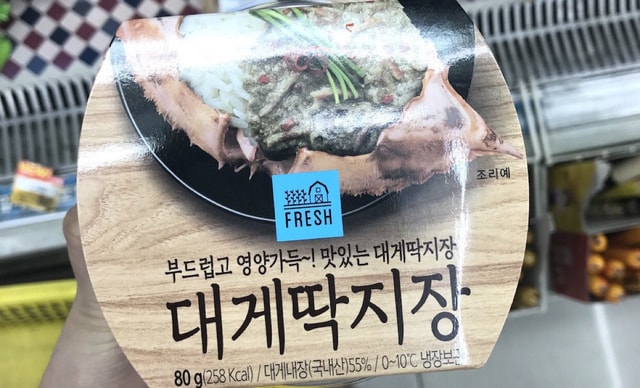 조리예
FRESH
부드럽고 영양가득~! 맛있는 대게딱지장
대게딱지장
80 g(258 Kcal) / 대게내장(국내산)55% / 0~10℃ 냉장보관